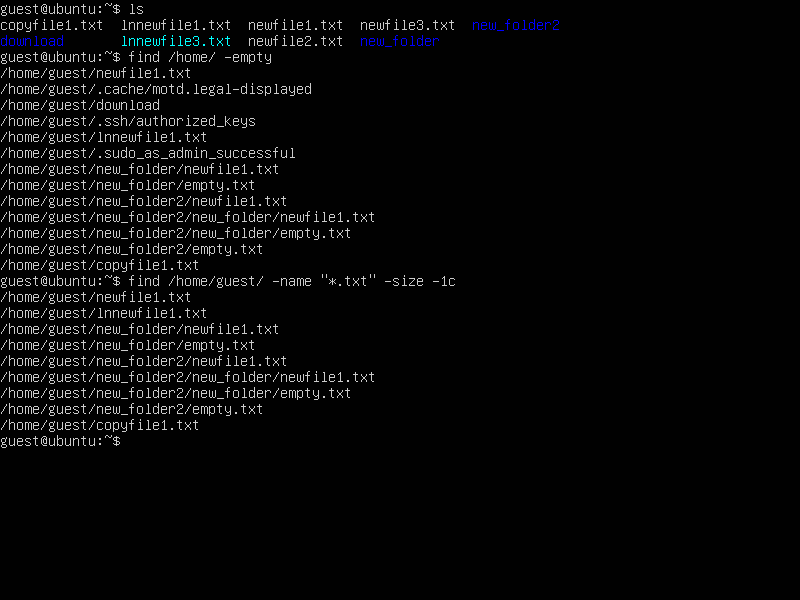 guest@ubuntu:~$ ls
copyfile1.txt  lnnewfile1.txt  newfile1.txt  newfile3.txt  new_folder2
download       lnnewfile3.txt  newfile2.txt  new_folder
guest@ubuntu:~$ find /home/ -empty
/home/guest/newfile1.txt
/home/guest/.cache/motd.legal-displayed
/home/guest/download
/home/guest/.ssh/authorized_keys
/home/guest/lnnewfile1.txt
/home/guest/.sudo_as_admin_successful
/home/guest/new_folder/newfile1.txt
/home/guest/new_folder/empty.txt
/home/guest/new_folder2/newfile1.txt
/home/guest/new_folder2/new_folder/newfile1.txt
/home/guest/new_folder2/new_folder/empty.txt
/home/guest/new_folder2/empty.txt
/home/guest/copyfile1.txt
guest@ubuntu:~$ find /home/guest/ -name "*.txt" -size -1c
/home/guest/newfile1.txt
/home/guest/lnnewfile1.txt
/home/guest/new_folder/newfile1.txt
/home/guest/new_folder/empty.txt
/home/guest/new_folder2/newfile1.txt
/home/guest/new_folder2/new_folder/newfile1.txt
/home/guest/new_folder2/new_folder/empty.txt
/home/guest/new_folder2/empty.txt
/home/guest/copyfile1.txt
guest@ubuntu:~$